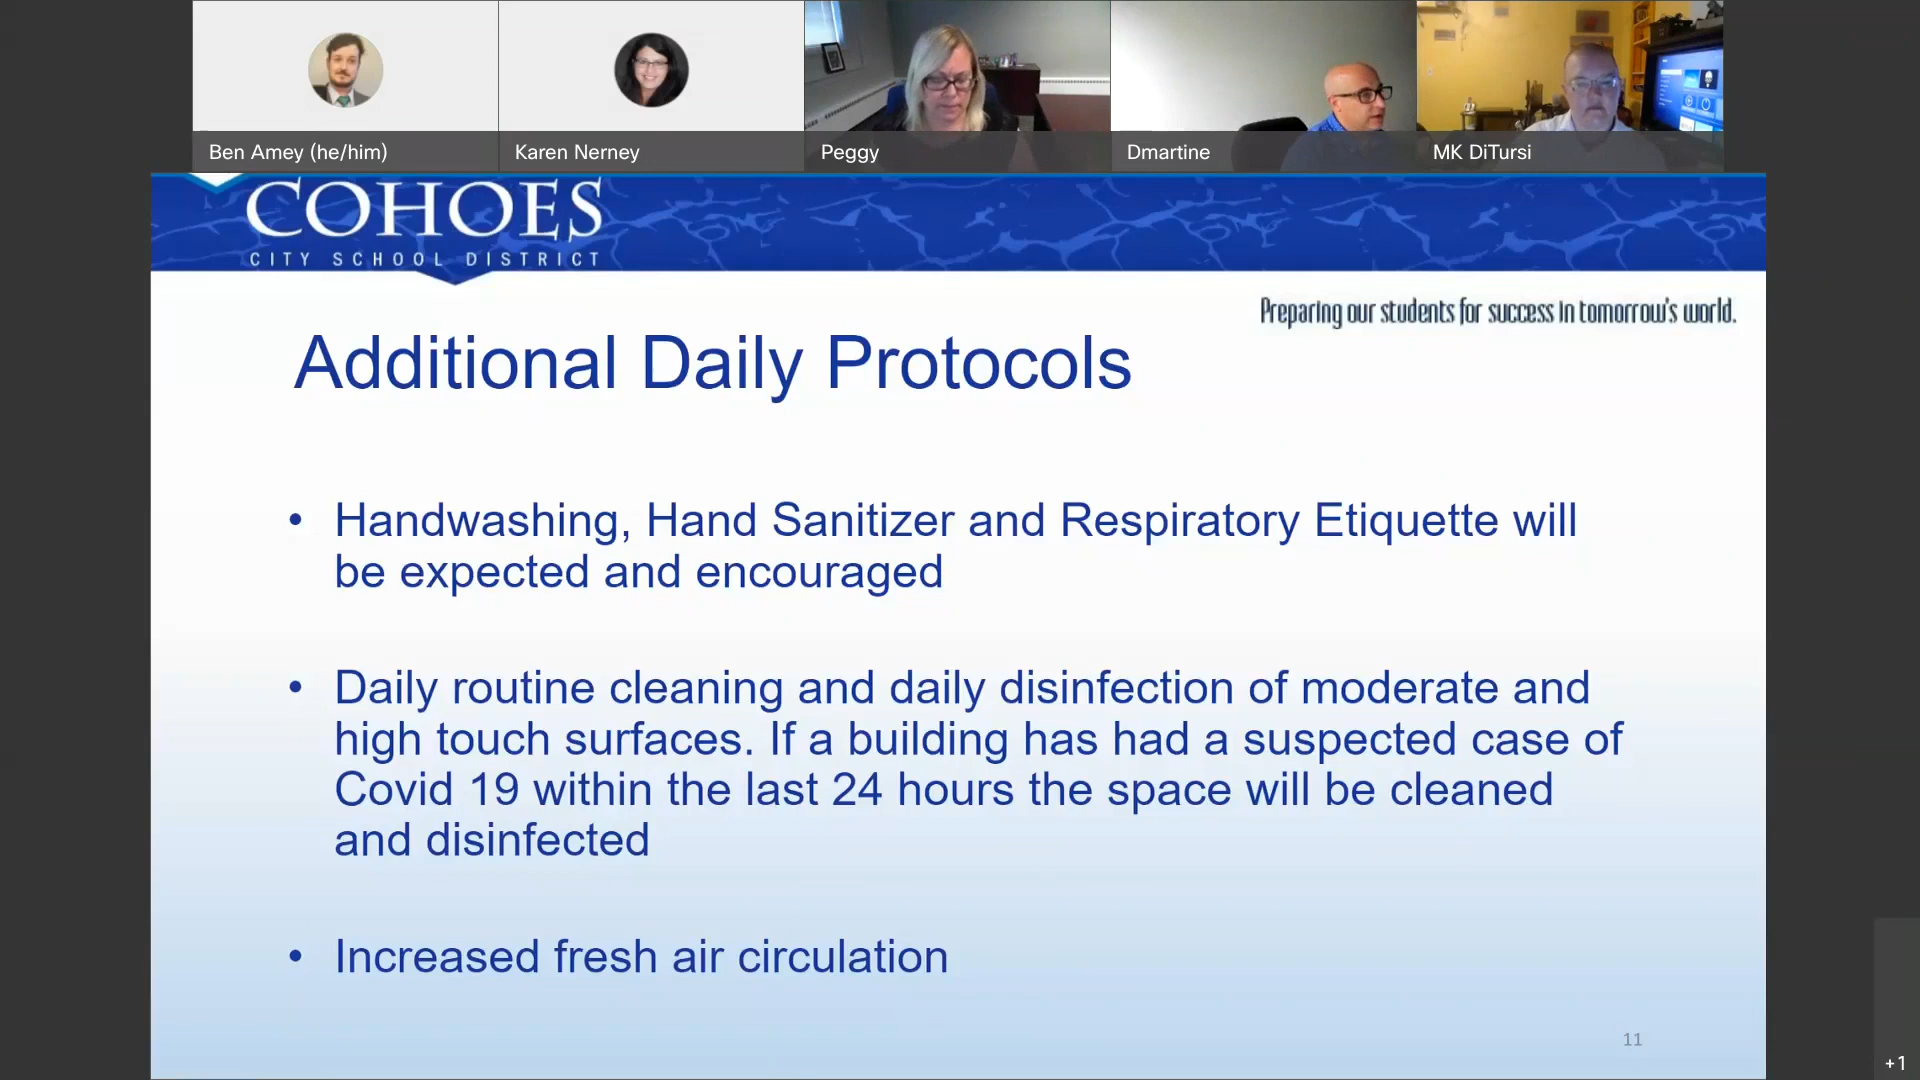 Ben Amey (he/him)
Karen Nerney
Peggy
Dmartine
MK DiTursi
COHOES
CITY SCHOOL DISTRICT
Preparing our students for success in tomorrow's world.
Additional Daily Protocols
• Handwashing, Hand Sanitizer and Respiratory Etiquette will
be expected and encouraged
• Daily routine cleaning and daily disinfection of moderate and
high touch surfaces. If a building has had a suspected case of
Covid 19 within the last 24 hours the space will be cleaned
and disinfected
• Increased fresh air circulation
11
+1